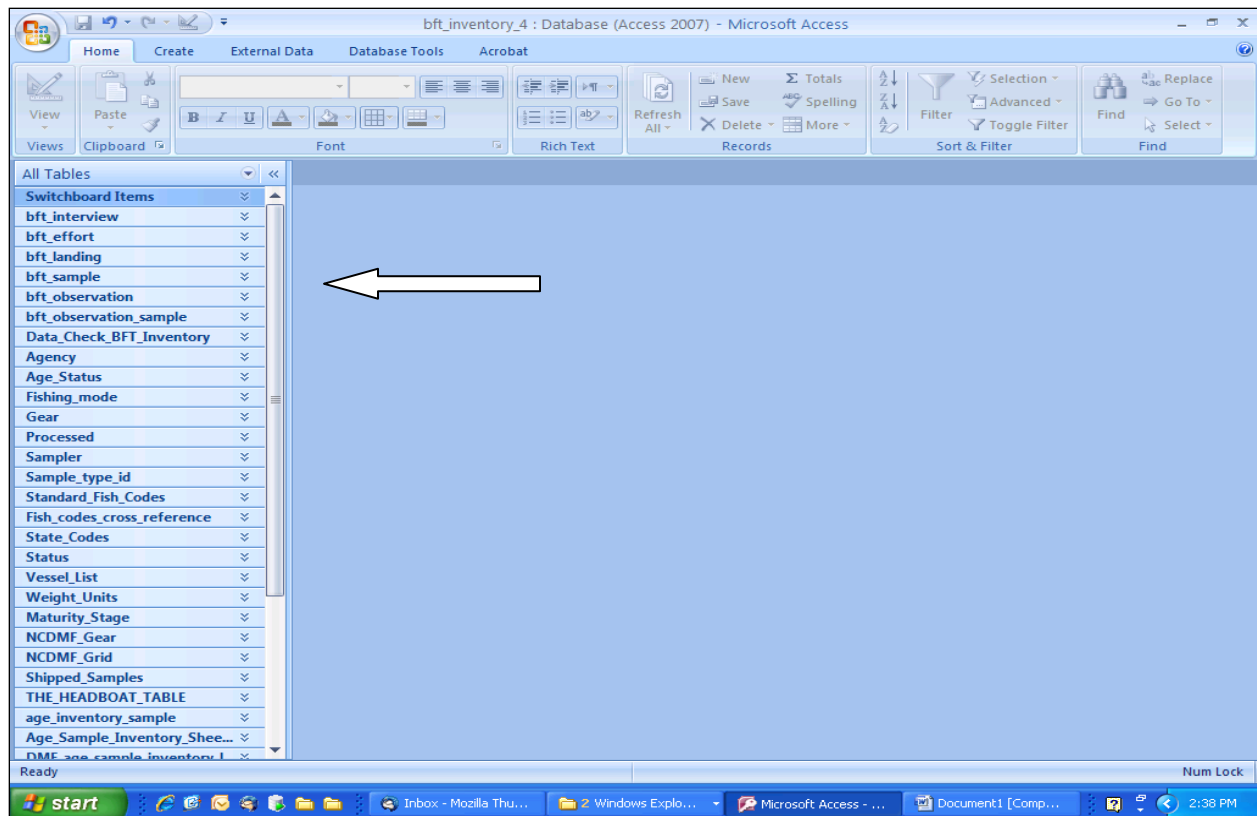 bft_inventory_4 : Database (Access 2007) - Microsoft Access
Home Create External Data Database Tools Acrobat
View
Views
Paste
Clipboard
B I U A
Font
ab
Rich Text
Refresh
All
New Σ Totals
Save Spelling
Delete More
Records
Filter
Selection
Advanced
Toggle Filter
Sort & Filter
Find
Replace
Go To
Select
Find
All Tables
Switchboard Items
bft_interview
bft_effort
bft_landing
bft_sample
bft_observation
bft_observation_sample
Data_Check_BFT_Inventory
Agency
Age_Status
Fishing_mode
Gear
Processed
Sampler
Sample_type_id
Standard_Fish_Codes
Fish_codes_cross_reference
State_Codes
Status
Vessel_List
Weight_Units
Maturity_Stage
NCDMF_Gear
NCDMF_Grid
Shipped_Samples
THE_HEADBOAT_TABLE
age_inventory_sample
Age_Sample_Inventory_Shee...
Ready Num Lock
start Inbox - Mozilla Thu... 2 Windows Explo... Microsoft Access - ... Document1 [Comp... 2:38 PM